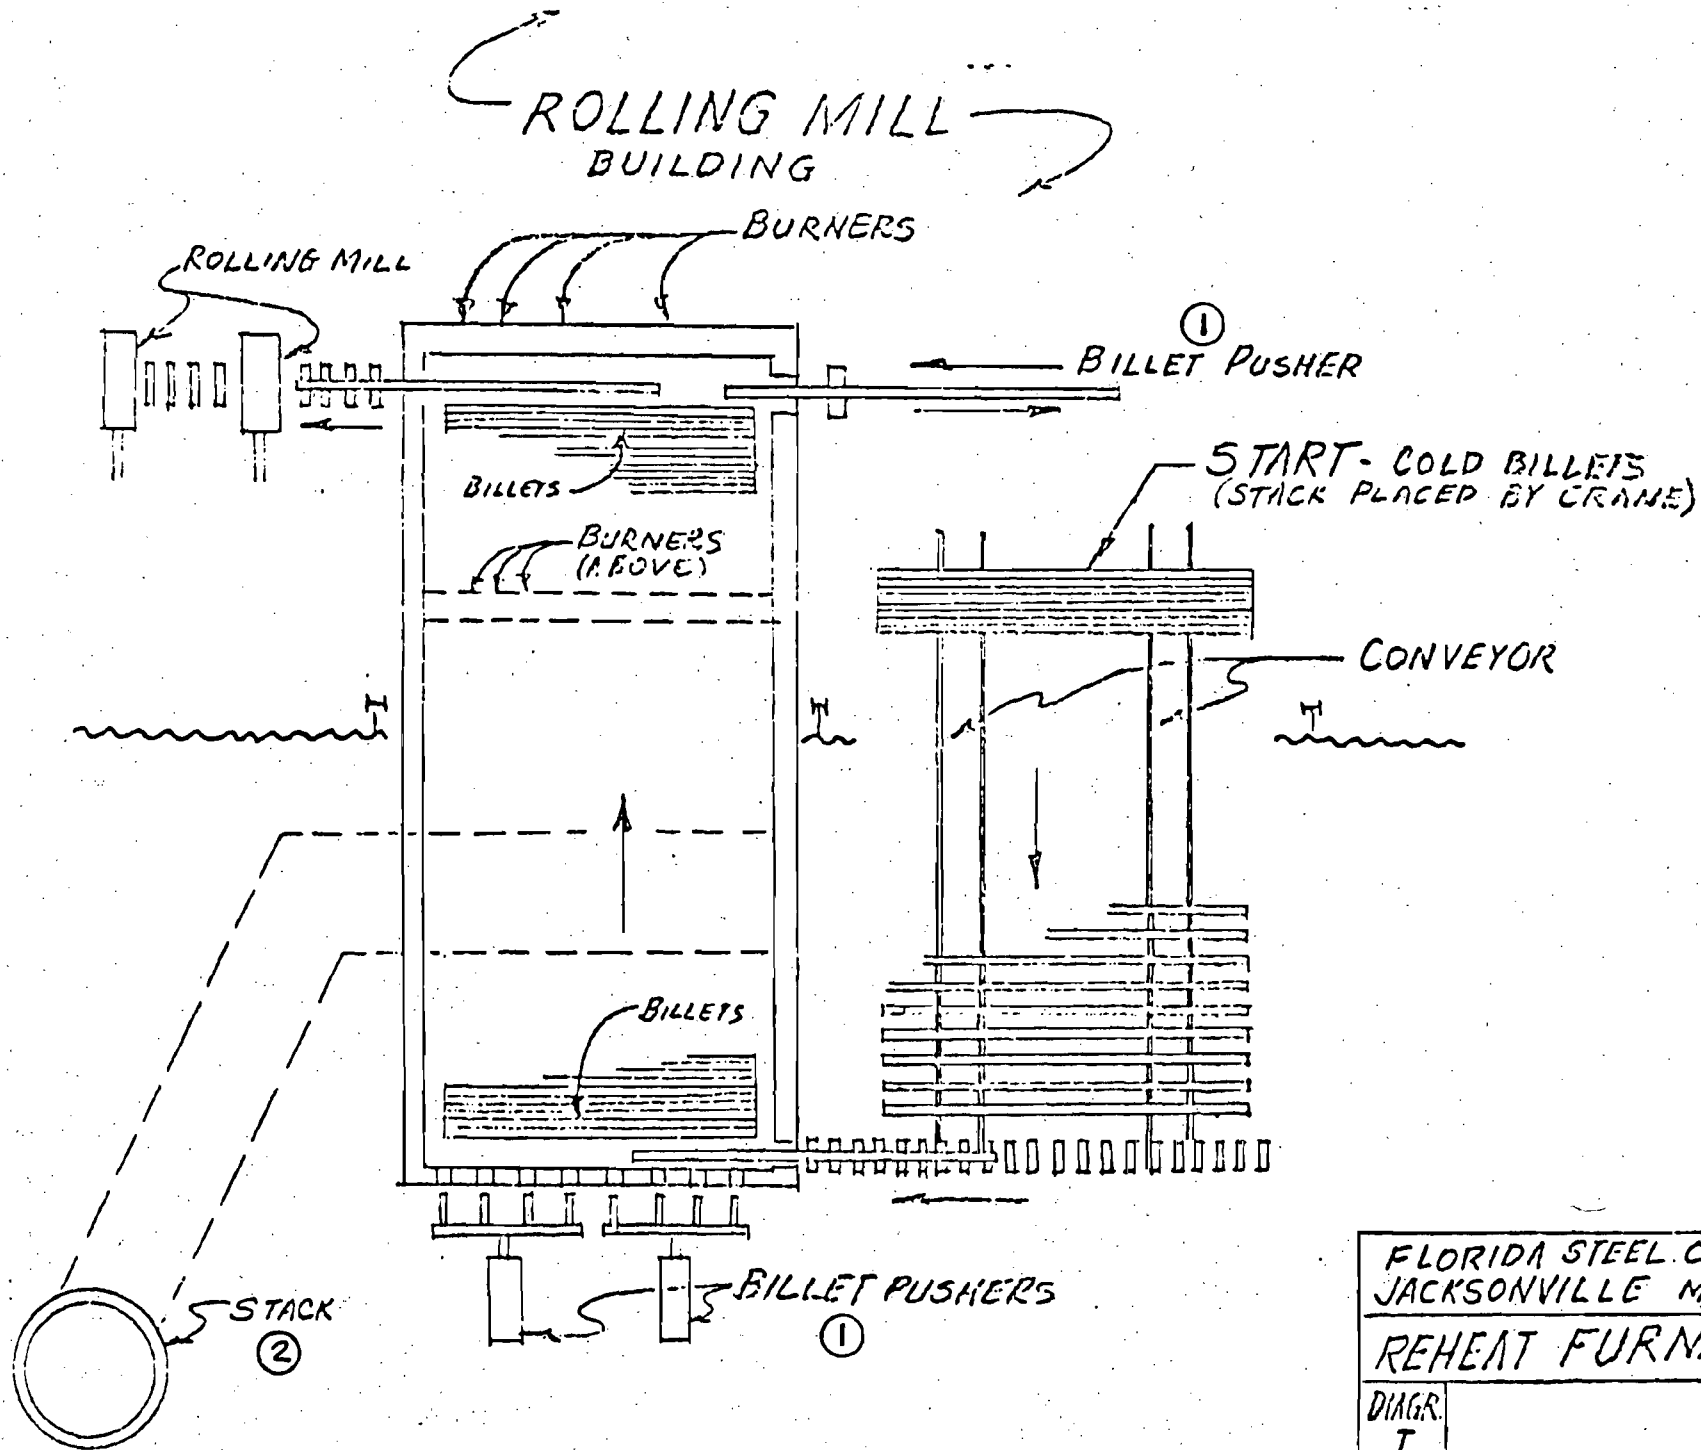 ROLLING MILL
BUILDING
BURNERS
ROLLING MILL
1
BILLET PUSHER
START - COLD BILLETS
(STACK PLACED BY CRANE)
BILLETS
BURNERS
(ABOVE)
CONVEYOR
BILLETS
STACK
2
BILLET PUSHERS
1
FLORIDA STEEL
JACKSONVILLE
REHEAT
DIAGR.
I